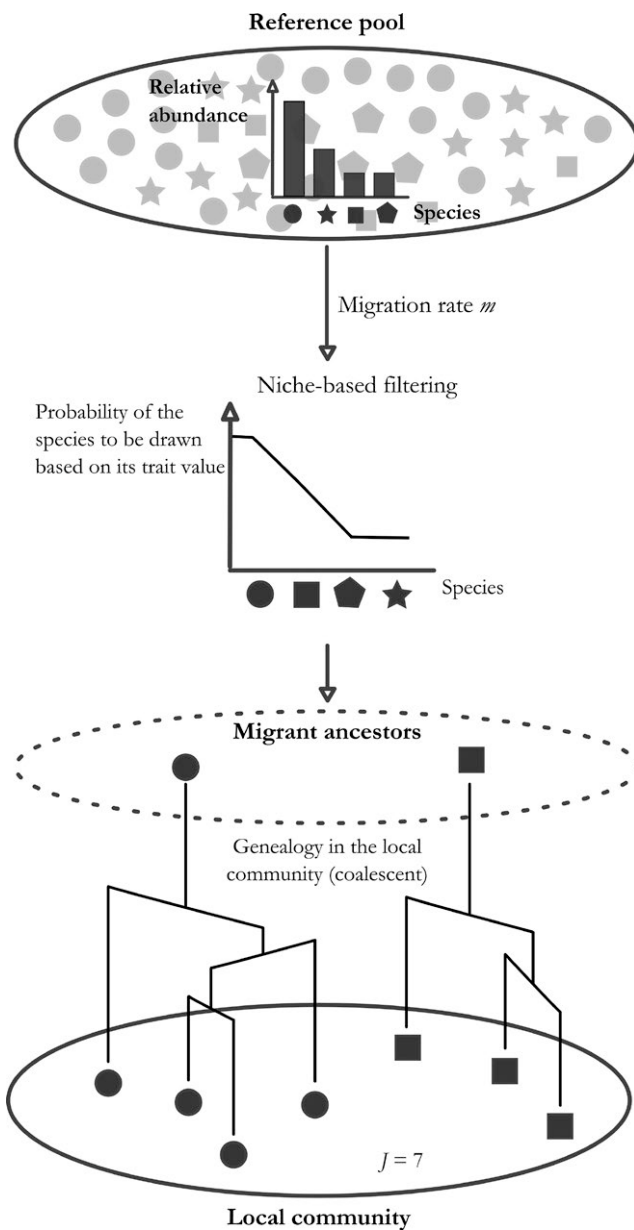 Reference pool
Relative
abundance
Species
Migration rate m
Niche-based filtering
Probability of the
species to be drawn
based on its trait value
Species
Migrant ancestors
Genealogy in the local
community (coalescent)
J = 7
Local community